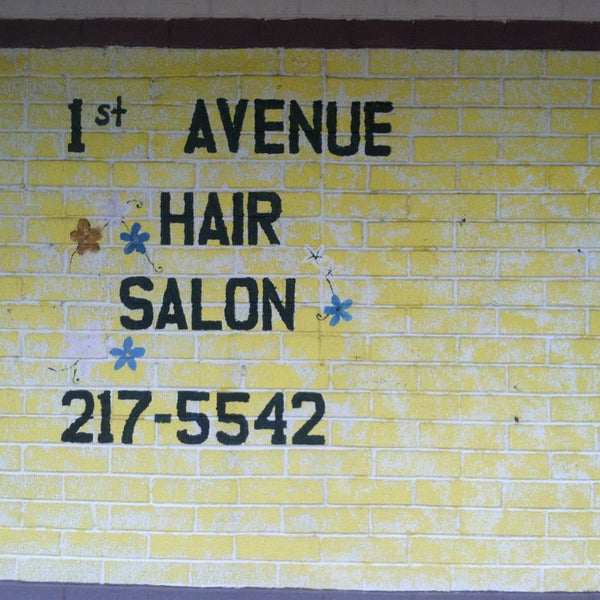 1st AVENUE
HAIR
SALON
217-5542